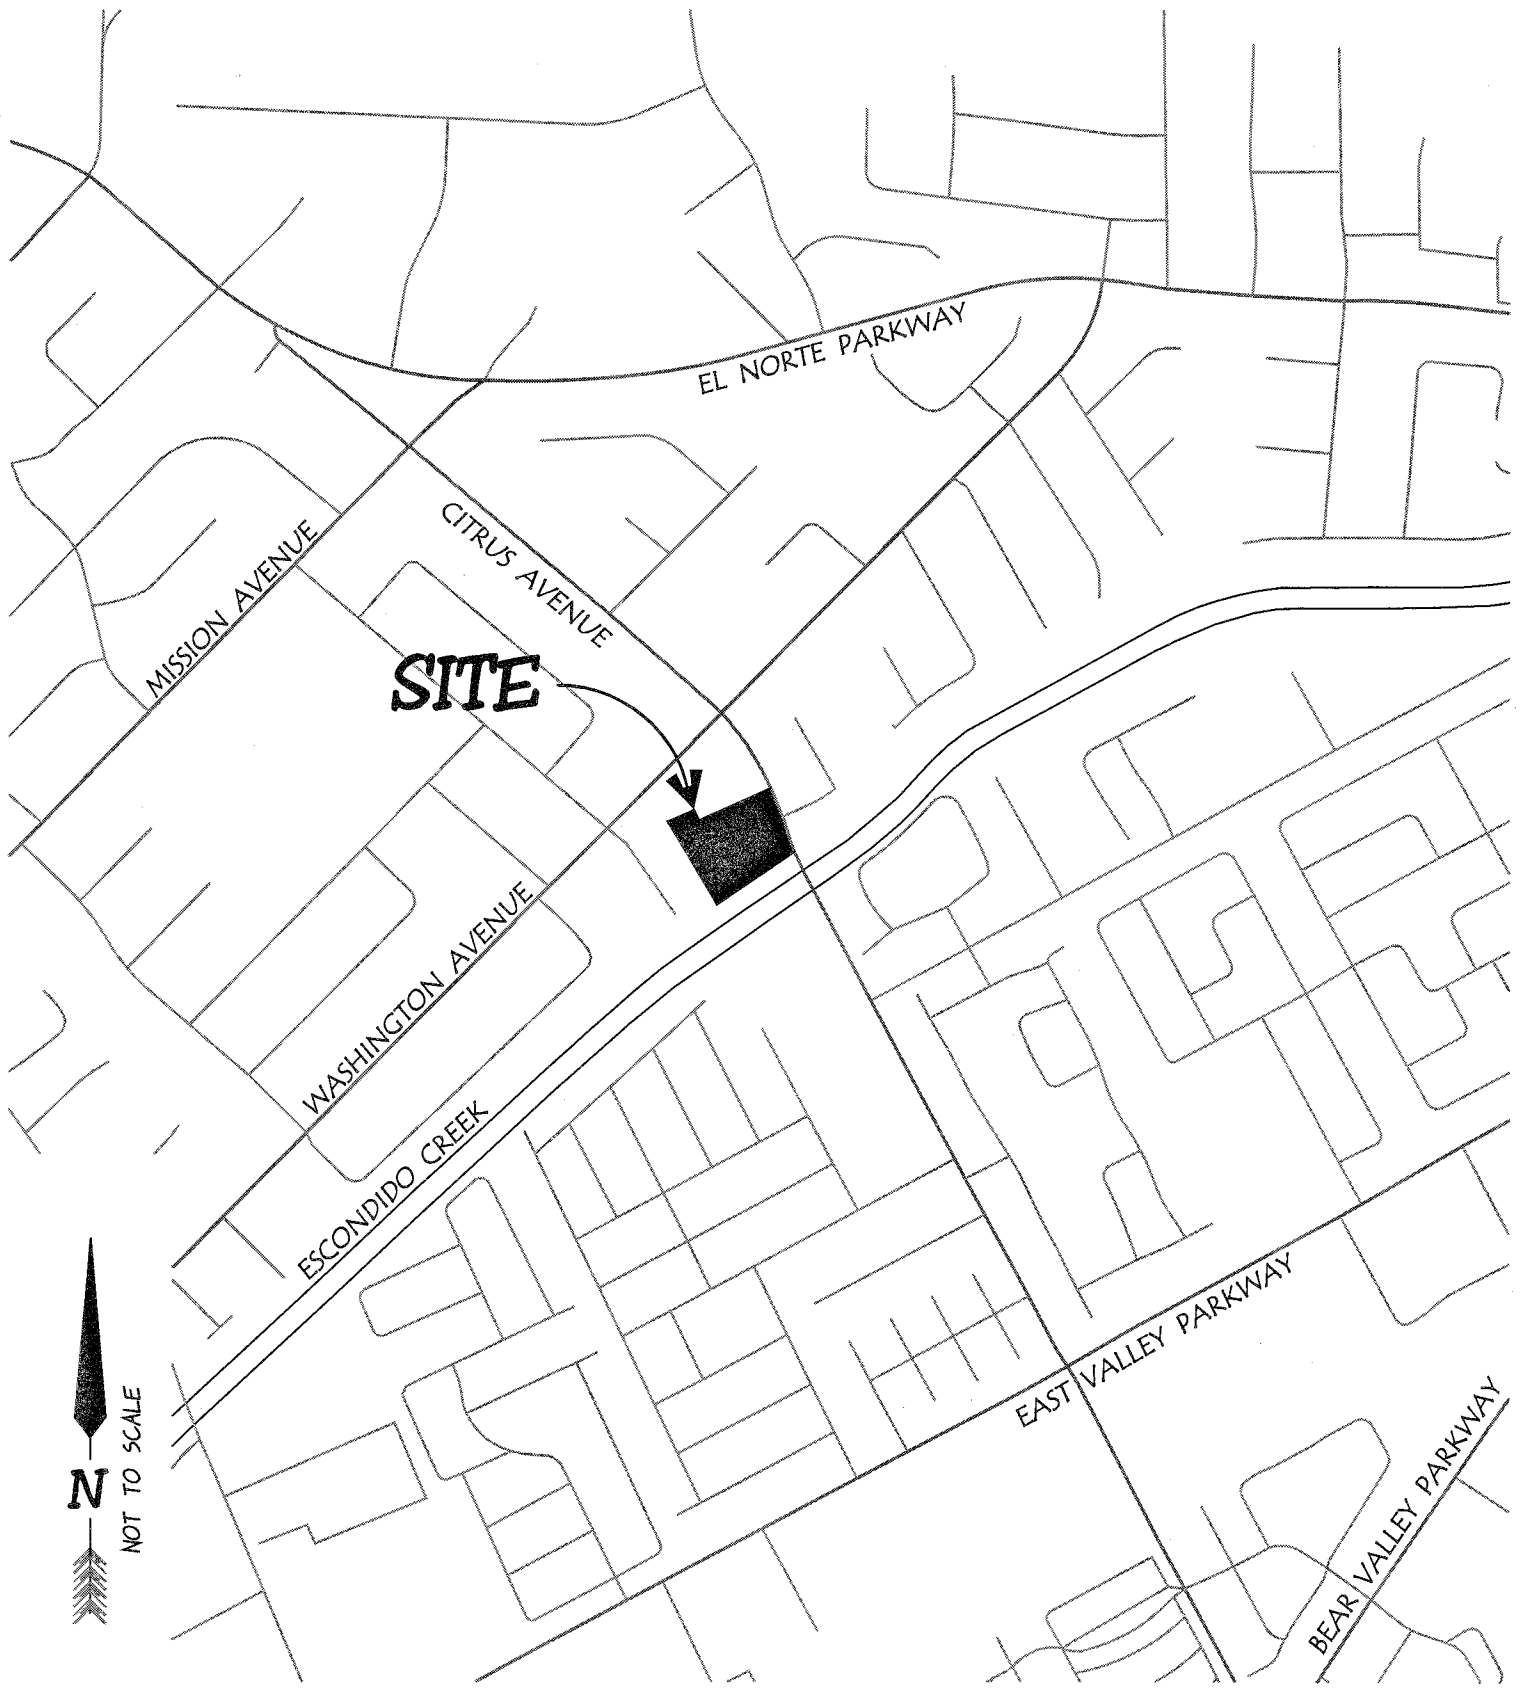 EL NORTE PARKWAY
CITRUS AVENUE
MISSION AVENUE
SITE
WASHINGTON AVENUE
ESCONDIDO CREEK
EAST VALLEY PARKWAY
BEAR VALLEY PARKWAY
N
NOT TO SCALE